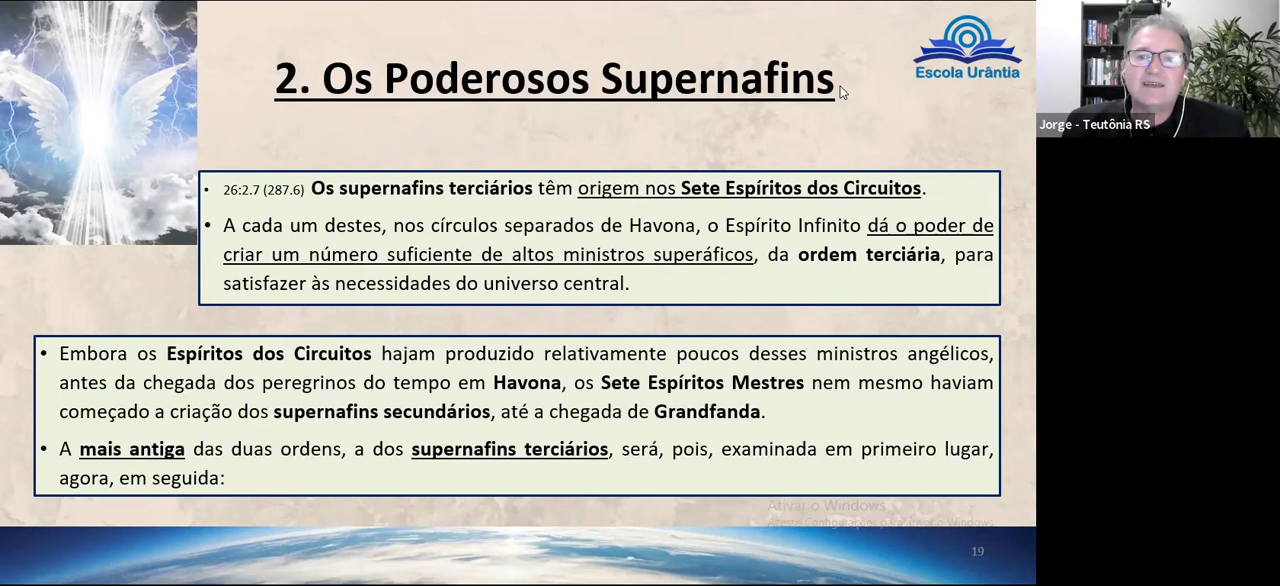 2. Os Poderosos Supernafins
Escola Urântia
Jorge - Teutônia RS
• 26:2.7 (287.6) Os supernafins terciários têm origem nos Sete Espíritos dos Circuitos.
• A cada um destes, nos círculos separados de Havona, o Espírito Infinito dá o poder de
criar um número suficiente de altos ministros superáficos, da ordem terciária, para
satisfazer às necessidades do universo central.
• Embora os Espíritos dos Circuitos hajam produzido relativamente poucos desses ministros angélicos,
antes da chegada dos peregrinos do tempo em Havona, os Sete Espíritos Mestres nem mesmo haviam
começado a criação dos supernafins secundários, até a chegada de Grandfanda.
• A mais antiga das duas ordens, a dos supernafins terciários, será, pois, examinada em primeiro lugar,
agora, em seguida:
Ativar o Windows
Acesse Configurações para ativar o Windows.
19